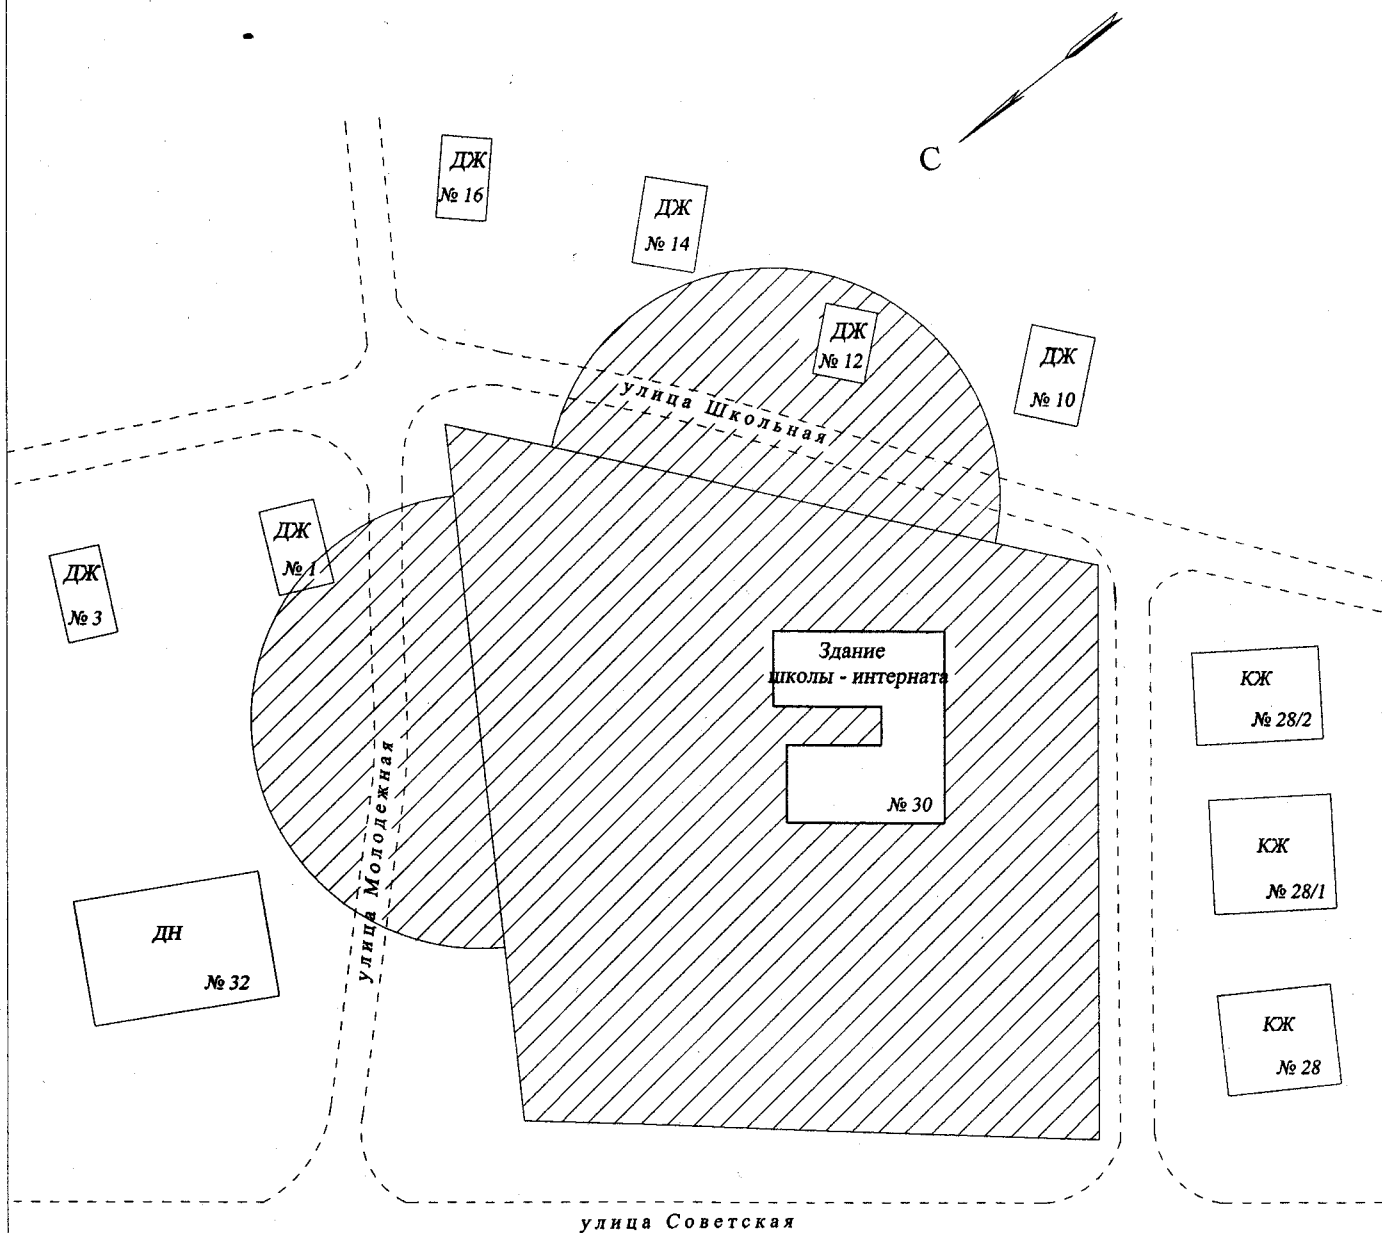 С
ДЖ
№ 16
ДЖ
№ 14
ДЖ
№ 12
ДЖ
№ 10
улица Школьная
ДЖ
№ 1
ДЖ
№ 3
Здание
школы - интерната
№ 30
КЖ
№ 28/2
КЖ
№ 28/1
улица Молодежная
ДН
№ 32
КЖ
№ 28
улица Советская